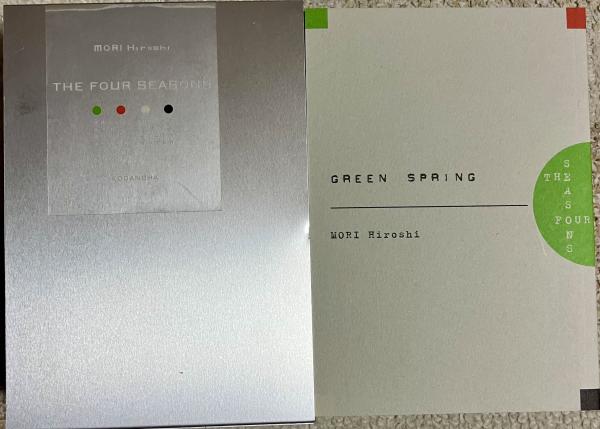 MORI Hiroshi
THE FOUR SEASONS
KODANSHA
GREEN SPRING
MORI Hiroshi
THE
FOUR
SEASONS